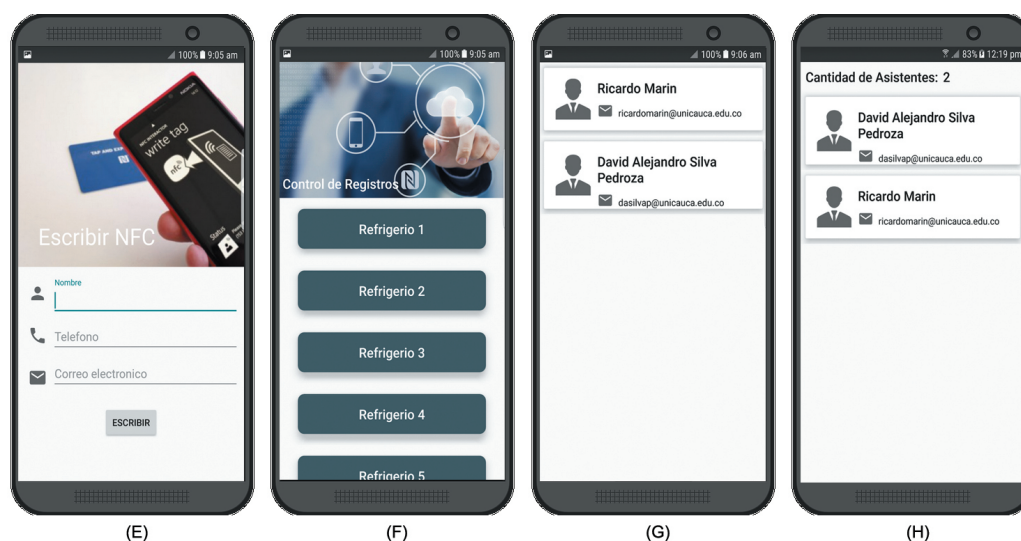 100% 9:05 am
write tag
nfc
Status
Escribir NFC
Nombre
Telefono
Correo electronico
ESCRIBIR
(E)
100% 9:05 am
Control de Registros
Refrigerio 1
Refrigerio 2
Refrigerio 3
Refrigerio 4
Refrigerio 5
(F)
100% 9:06 am
Ricardo Marin
ricardomarin@unicauca.edu.co
David Alejandro Silva
Pedroza
dasilvap@unicauca.edu.co
(G)
83% 12:19 pm
Cantidad de Asistentes: 2
David Alejandro Silva
Pedroza
dasilvap@unicauca.edu.co
Ricardo Marin
ricardomarin@unicauca.edu.co
(H)